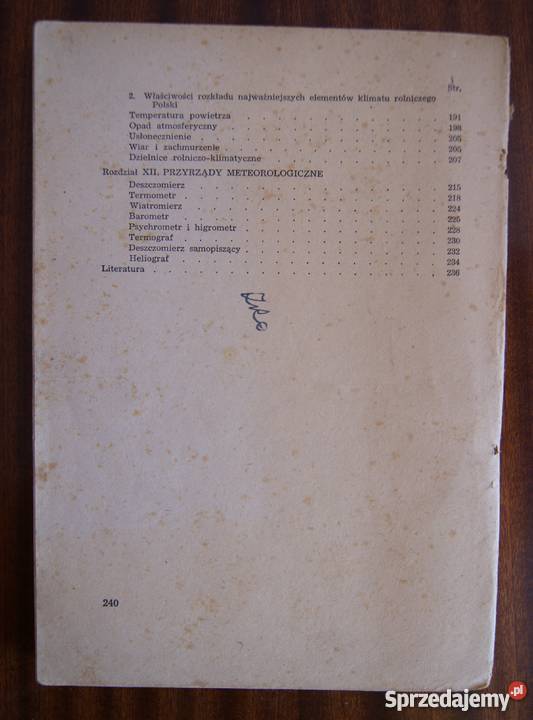 Str.
2. Właściwości rozkładu najważniejszych elementów klimatu rolniczego
Polski
Temperatura powietrza . . . . . . . . . . . 191
Opad atmosferyczny . . . . . . . . . . . 198
Usłonecznienie . . . . . . . . . . . 205
Wiar i zachmurzenie . . . . . . . . . . . 205
Dzielnice rolniczo-klimatyczne . . . . . . . . . . . 207
Rozdział XII. PRZYRZĄDY METEOROLOGICZNE
Deszczomierz . . . . . . . . . . . 215
Termometr . . . . . . . . . . . 218
Wiatromierz . . . . . . . . . . . 224
Barometr . . . . . . . . . . . 225
Psychrometr i higrometr . . . . . . . . . . . 228
Termograf . . . . . . . . . . . 230
Deszczomierz samopiszący . . . . . . . . . . . 232
Heliograf . . . . . . . . . . . 234
Literatura . . . . . . . . . . . 236
240
Sprzedajemy.pl